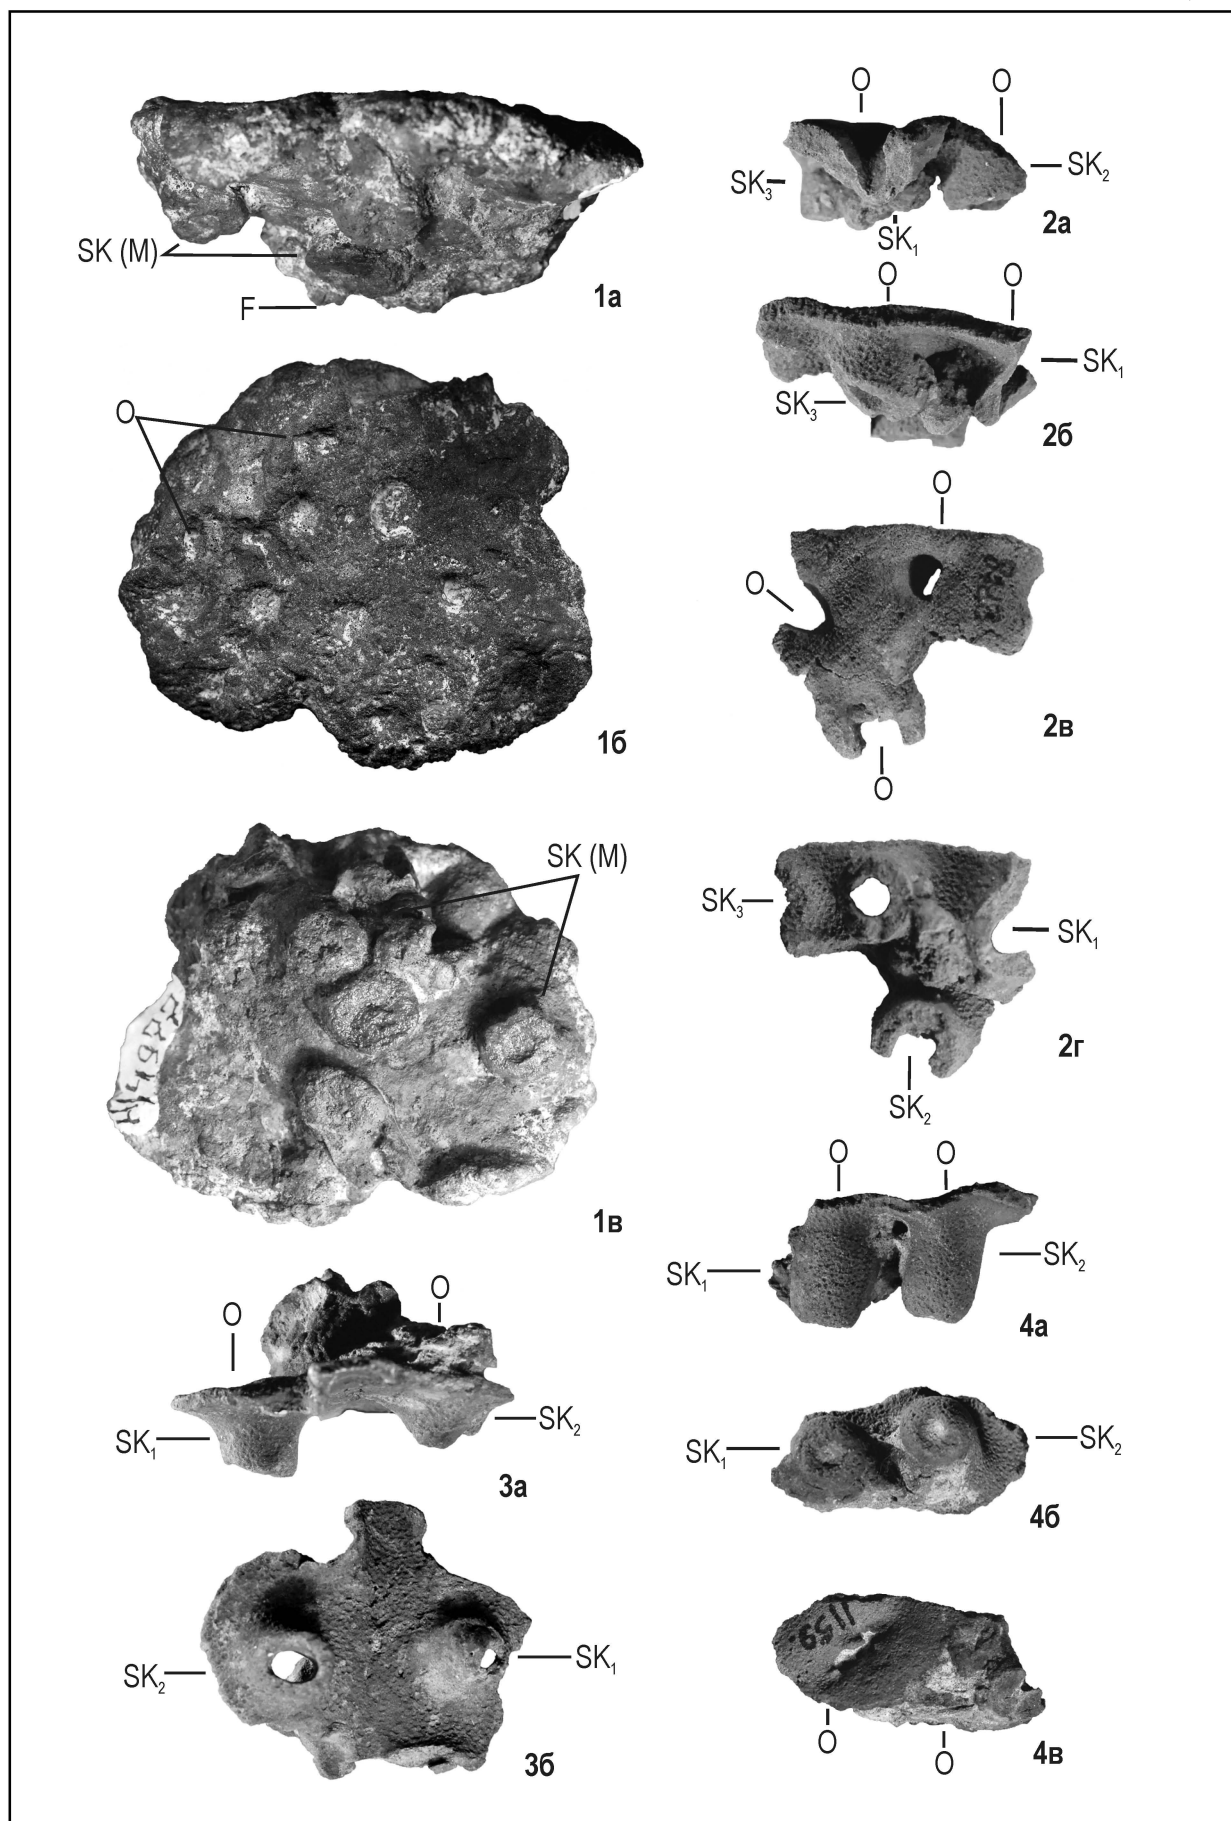 SK (M)
F
1а
O
1б
SK (M)
1в
O
O
SK₁
SK₂
3а
SK₂
SK₁
3б
O
O
SK₃
SK₂
SK₁
2а
O
O
SK₁
SK₃
2б
O
O
2в
O
SK₃
SK₁
2г
SK₂
O
O
SK₁
SK₂
4а
SK₁
SK₂
4б
1159.
O
O
4в